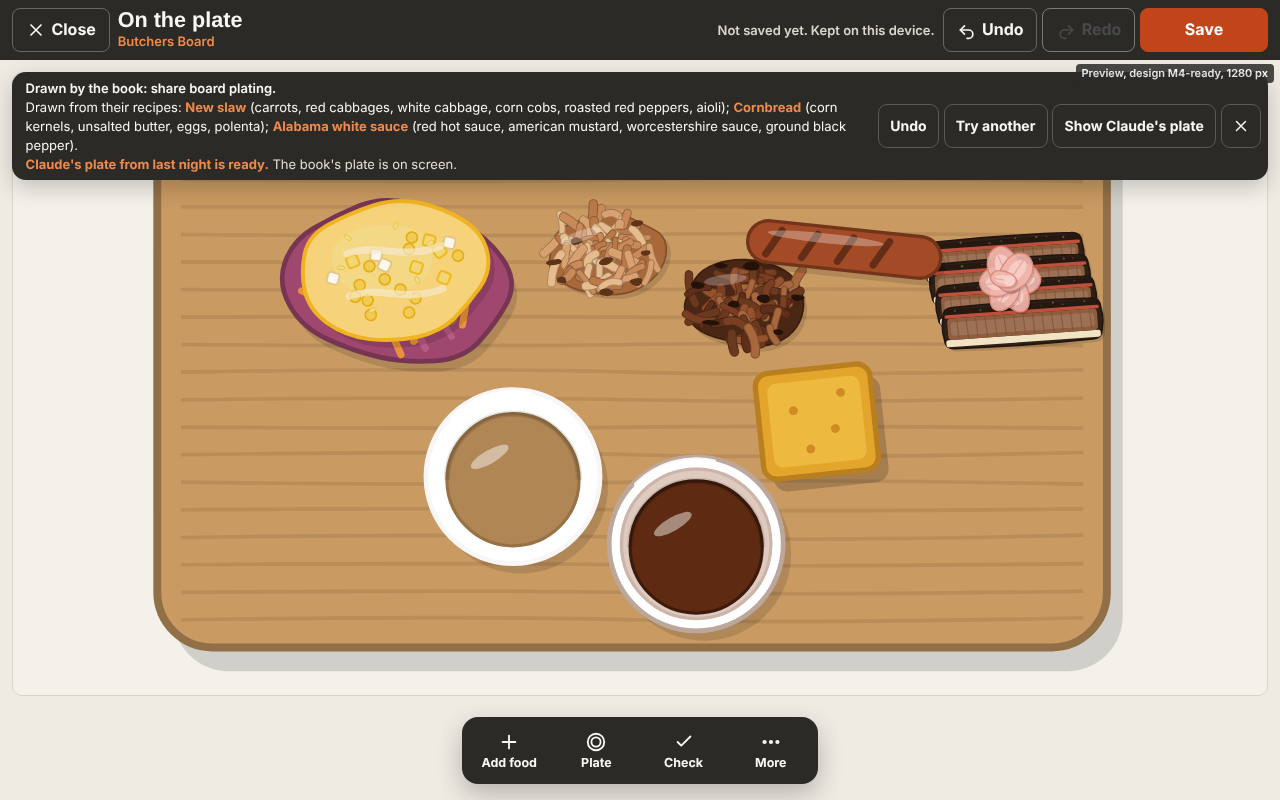 Close
On the plate
Butchers Board
Not saved yet. Kept on this device.
Undo
Redo
Save
Preview, design M4-ready, 1280 px
Drawn by the book: share board plating.
Drawn from their recipes: New slaw (carrots, red cabbages, white cabbage, corn cobs, roasted red peppers, aioli); Cornbread (corn
kernels, unsalted butter, eggs, polenta); Alabama white sauce (red hot sauce, american mustard, worcestershire sauce, ground black
pepper).
Claude's plate from last night is ready. The book's plate is on screen.
Undo
Try another
Show Claude's plate
Add food
Plate
Check
More